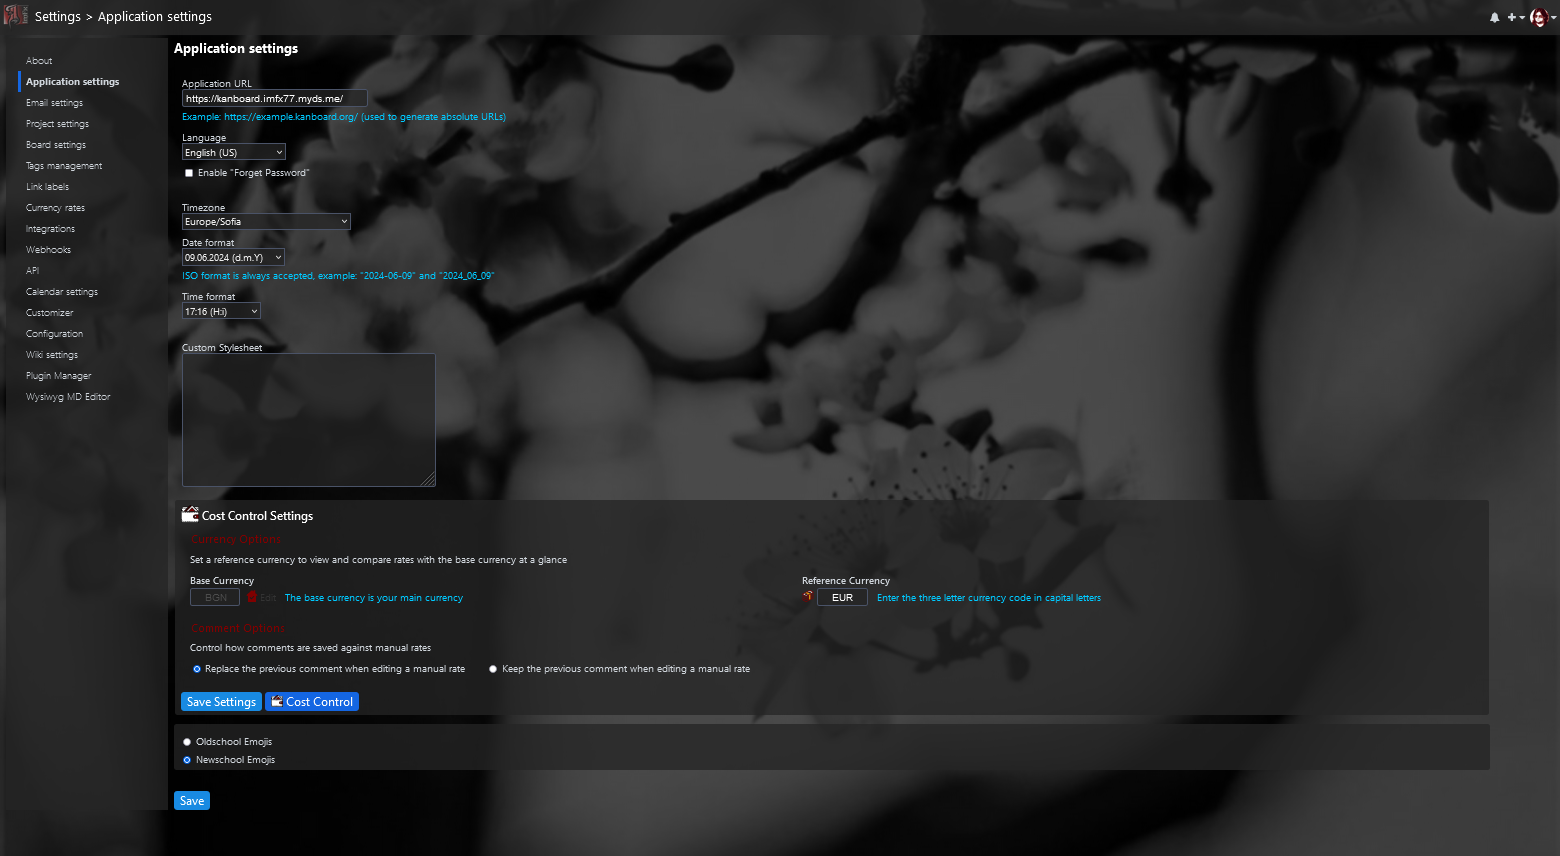 Settings > Application settings
About
Application settings
Email settings
Project settings
Board settings
Tags management
Link labels
Currency rates
Integrations
Webhooks
API
Calendar settings
Customizer
Configuration
Wiki settings
Plugin Manager
Wysiwyg MD Editor
Application settings
Application URL
https://kanboard.imfx77.myds.me/
Example: https://example.kanboard.org/ (used to generate absolute URLs)
Language
English (US)
Enable "Forget Password"
Timezone
Europe/Sofia
Date format
09.06.2024 (d.m.Y)
ISO format is always accepted, example: "2024-06-09" and "2024_06_09"
Time format
17:16 (H:i)
Custom Stylesheet
Cost Control Settings
Currency Options
Set a reference currency to view and compare rates with the base currency at a glance
Base Currency
BGN Edit The base currency is your main currency
Reference Currency
EUR Enter the three letter currency code in capital letters
Comment Options
Control how comments are saved against manual rates
Replace the previous comment when editing a manual rate Keep the previous comment when editing a manual rate
Save Settings Cost Control
Oldschool Emojis
Newschool Emojis
Save